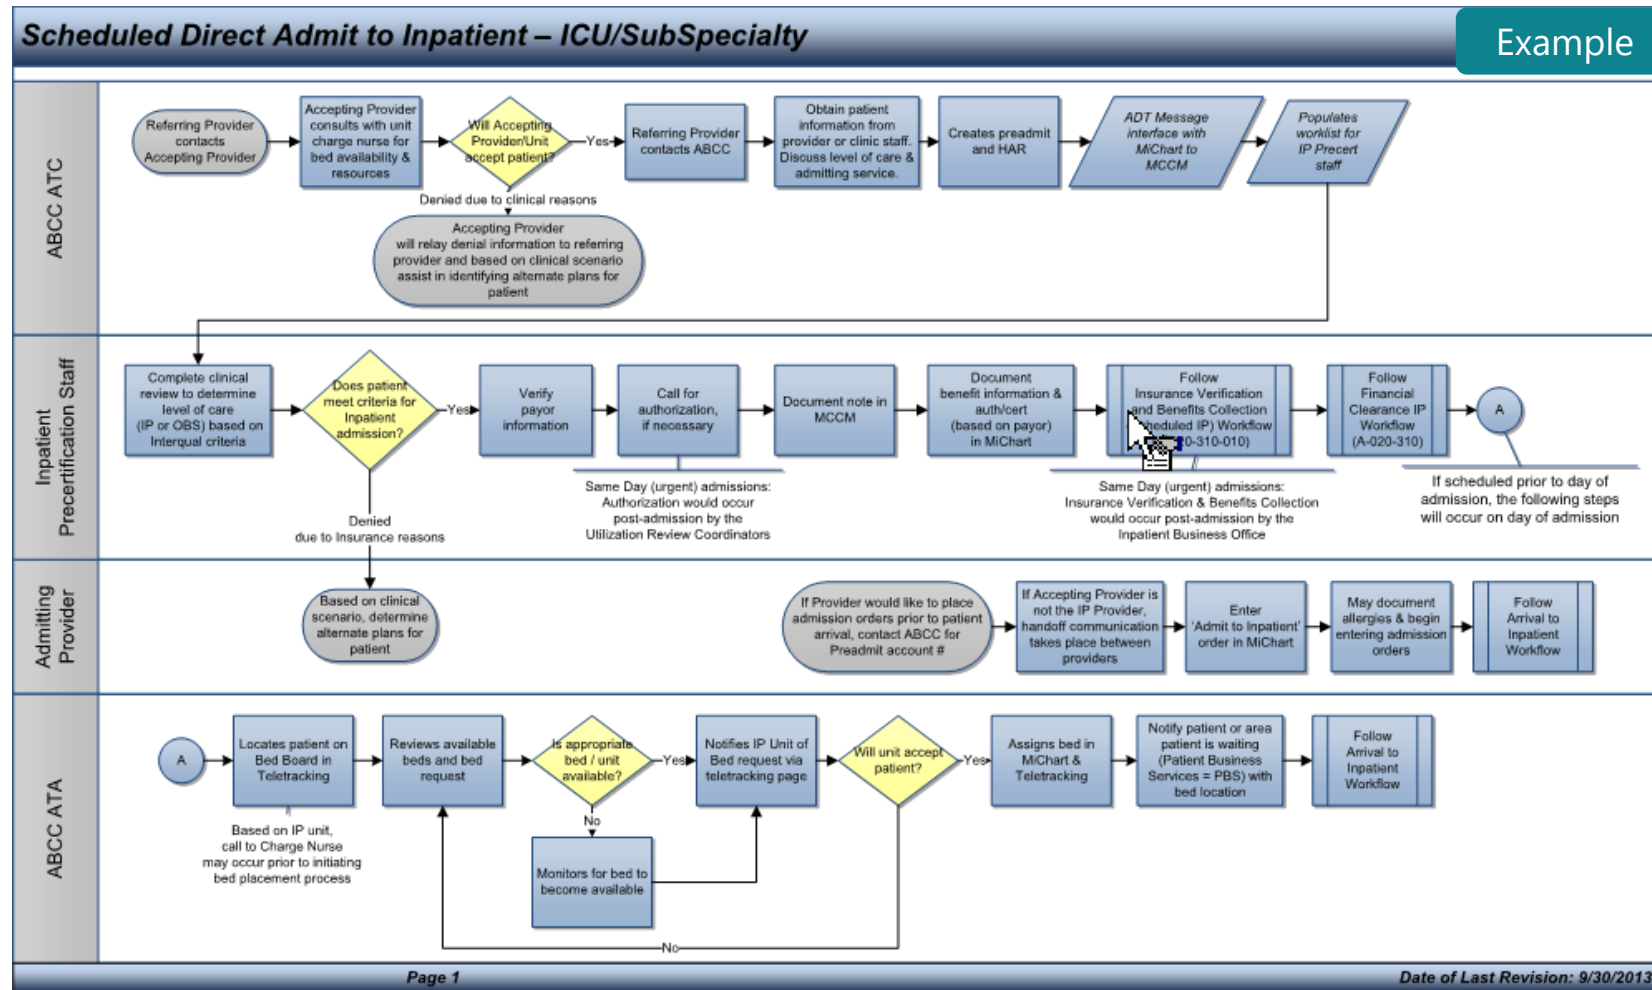 Scheduled Direct Admit to Inpatient – ICU/SubSpecialty
Example
ABCC ATC
Referring Provider
contacts
Accepting Provider
Accepting Provider
consults with unit
charge nurse for
bed availability &
resources
Will Accepting
Provider/Unit
accept patient?
Yes
Referring Provider
contacts ABCC
Obtain patient
information from
provider or clinic staff.
Discuss level of care &
admitting service.
Creates preadmit
and HAR
ADT Message
interface with
MiChart to
MCCM
Populates
worklist for
IP Precert
staff
Denied due to clinical reasons
Accepting Provider
will relay denial information to referring
provider and based on clinical scenario
assist in identifying alternate plans for
patient
Inpatient
Precertification Staff
Complete clinical
review to determine
level of care
(IP or OBS) based on
Interqual criteria
Does patient
meet criteria for
Inpatient
admission?
Yes
Verify
payor
information
Call for
authorization,
if necessary
Document note in
MCCM
Document
benefit information &
auth/cert
(based on payor)
in MiChart
Follow
Insurance Verification
and Benefits Collection
IP) Workflow
-310-010)
Follow
Financial
Clearance IP
Workflow
(A-020-310)
A
Same Day (urgent) admissions:
Authorization would occur
post-admission by the
Utilization Review Coordinators
Same Day (urgent) admissions:
Insurance Verification & Benefits Collection
would occur post-admission by the
Inpatient Business Office
If scheduled prior to day of
admission, the following steps
will occur on day of admission
Denied
due to Insurance reasons
Admitting
Provider
Based on clinical
scenario, determine
alternate plans for
patient
If Provider would like to place
admission orders prior to patient
arrival, contact ABCC for
Preadmit account #
If Accepting Provider is
not the IP Provider,
handoff communication
takes place between
providers
Enter
'Admit to Inpatient'
order in MiChart
May document
allergies & begin
entering admission
orders
Follow
Arrival to
Inpatient
Workflow
ABCC ATA
A
Locates patient on
Bed Board in
Teletracking
Reviews available
beds and bed
request
Is appropriate
bed / unit
available?
Yes
Notifies IP Unit of
Bed request via
teletracking page
Will unit accept
patient?
Yes
Assigns bed in
MiChart &
Teletracking
Notify patient or area
patient is waiting
(Patient Business
Services = PBS) with
bed location
Follow
Arrival to
Inpatient
Workflow
Based on IP unit,
call to Charge Nurse
may occur prior to initiating
bed placement process
No
Monitors for bed to
become available
No
Page 1
Date of Last Revision: 9/30/2013